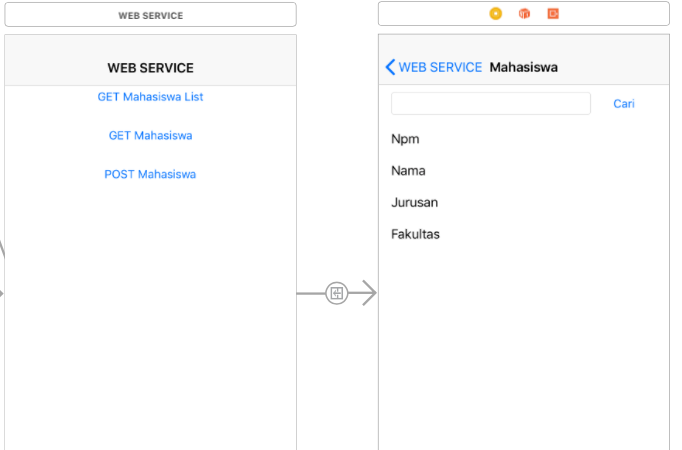 WEB SERVICE
WEB SERVICE
GET Mahasiswa List
GET Mahasiswa
POST Mahasiswa
WEB SERVICE Mahasiswa
Cari
Npm
Nama
Jurusan
Fakultas